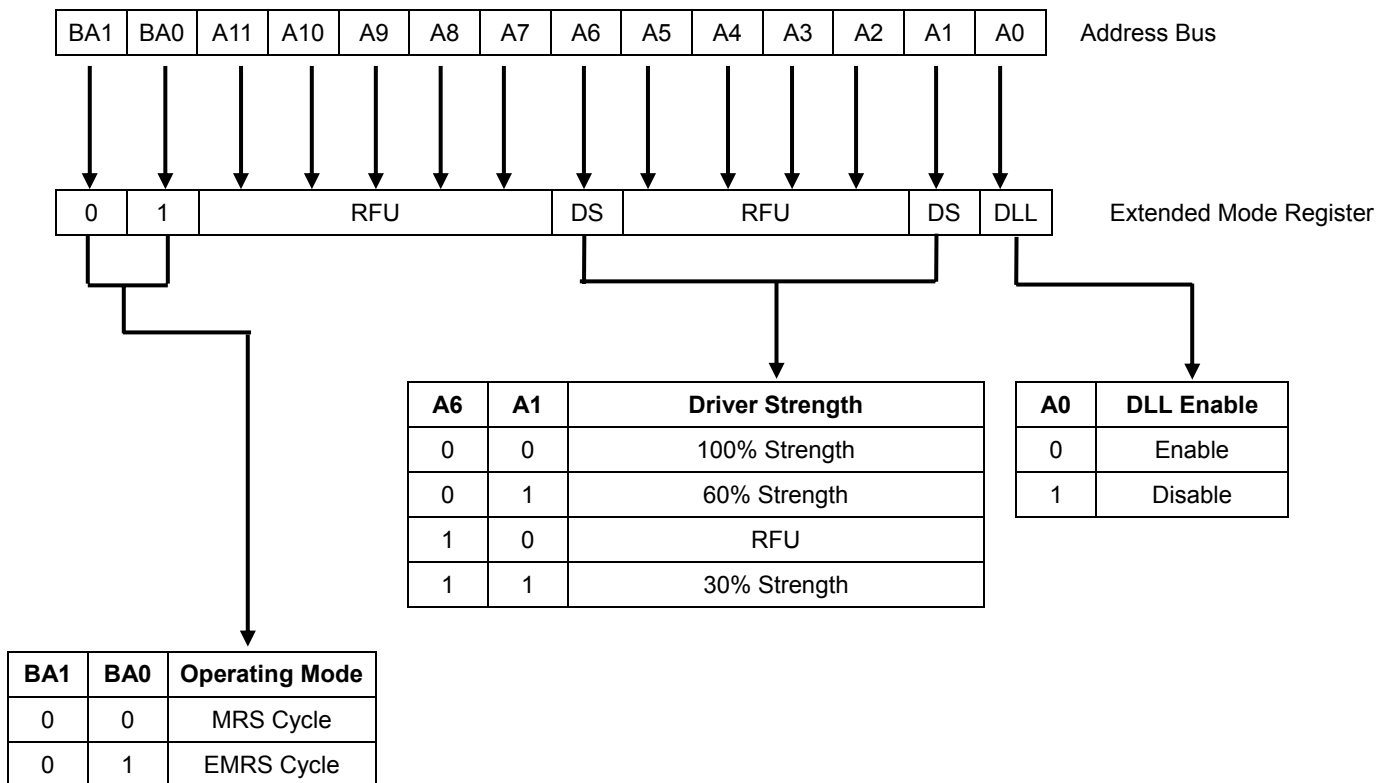 BA1 BA0 A11 A10 A9 A8 A7 A6 A5 A4 A3 A2 A1 A0 Address Bus
0 1 RFU DS RFU DS DLL Extended Mode Register
A6 A1 Driver Strength
0 0 100% Strength
0 1 60% Strength
1 0 RFU
1 1 30% Strength
A0 DLL Enable
0 Enable
1 Disable
BA1 BA0 Operating Mode
0 0 MRS Cycle
0 1 EMRS Cycle